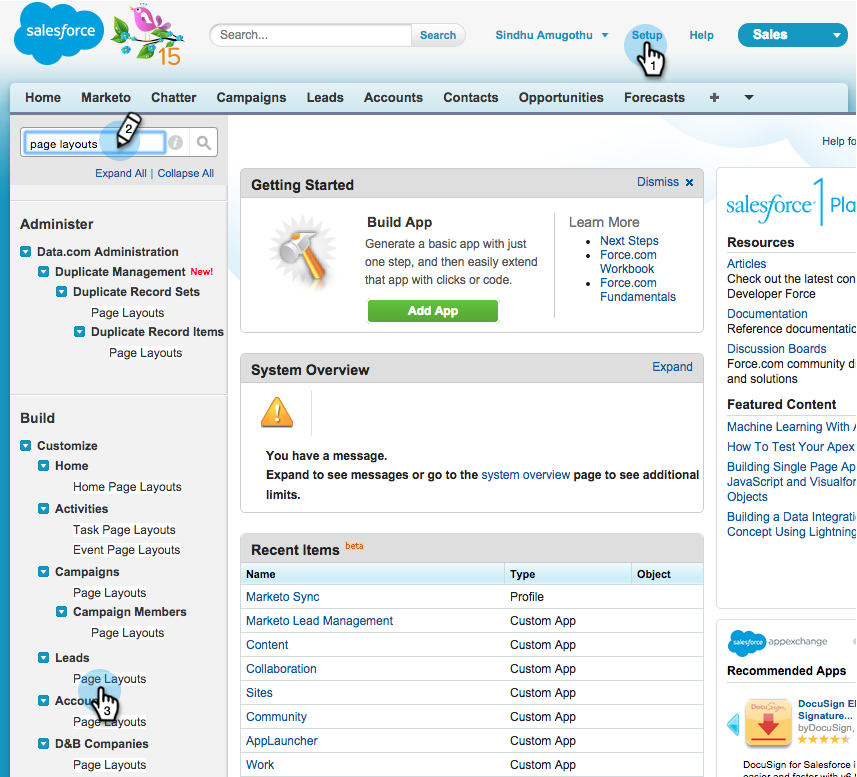 salesforce
15
Search...
Search
Sindhu Amugothu
Setup
Help
Sales
1
Home Marketo Chatter Campaigns Leads Accounts Contacts Opportunities Forecasts +
2
page layouts
Expand All | Collapse All
Administer
Data.com Administration
Duplicate Management New!
Duplicate Record Sets
Page Layouts
Duplicate Record Items
Page Layouts
Build
Customize
Home
Home Page Layouts
Activities
Task Page Layouts
Event Page Layouts
Campaigns
Page Layouts
Campaign Members
Page Layouts
Leads
Page Layouts
3
Page Layouts
D&B Companies
Page Layouts
Getting Started
Dismiss
Build App
Generate a basic app with just
one step, and then easily extend
that app with clicks or code.
Add App
Learn More
Next Steps
Force.com
Workbook
Force.com
Fundamentals
System Overview
Expand
You have a message.
Expand to see messages or go to the system overview page to see additional
limits.
Recent Items beta
Name Type Object
Marketo Sync Profile
Marketo Lead Management Custom App
Content Custom App
Collaboration Custom App
Sites Custom App
Community Custom App
AppLauncher Custom App
Work Custom App
Help fo
salesforce1 Pla
Resources
Articles
Check out the latest con
Developer Force
Documentation
Reference documentatio
Discussion Boards
Force.com community di
and solutions
Featured Content
Machine Learning With A
How To Test Your Apex
Building Single Page Ap
JavaScript and Visualfor
Objects
Building a Data Integrati
Concept Using Lightning
salesforce appexchange
Recommended Apps
DocuSign
DocuSign El
Signature...
byDocuSign,
DocuSign for Salesforce i
easier and faster with v6